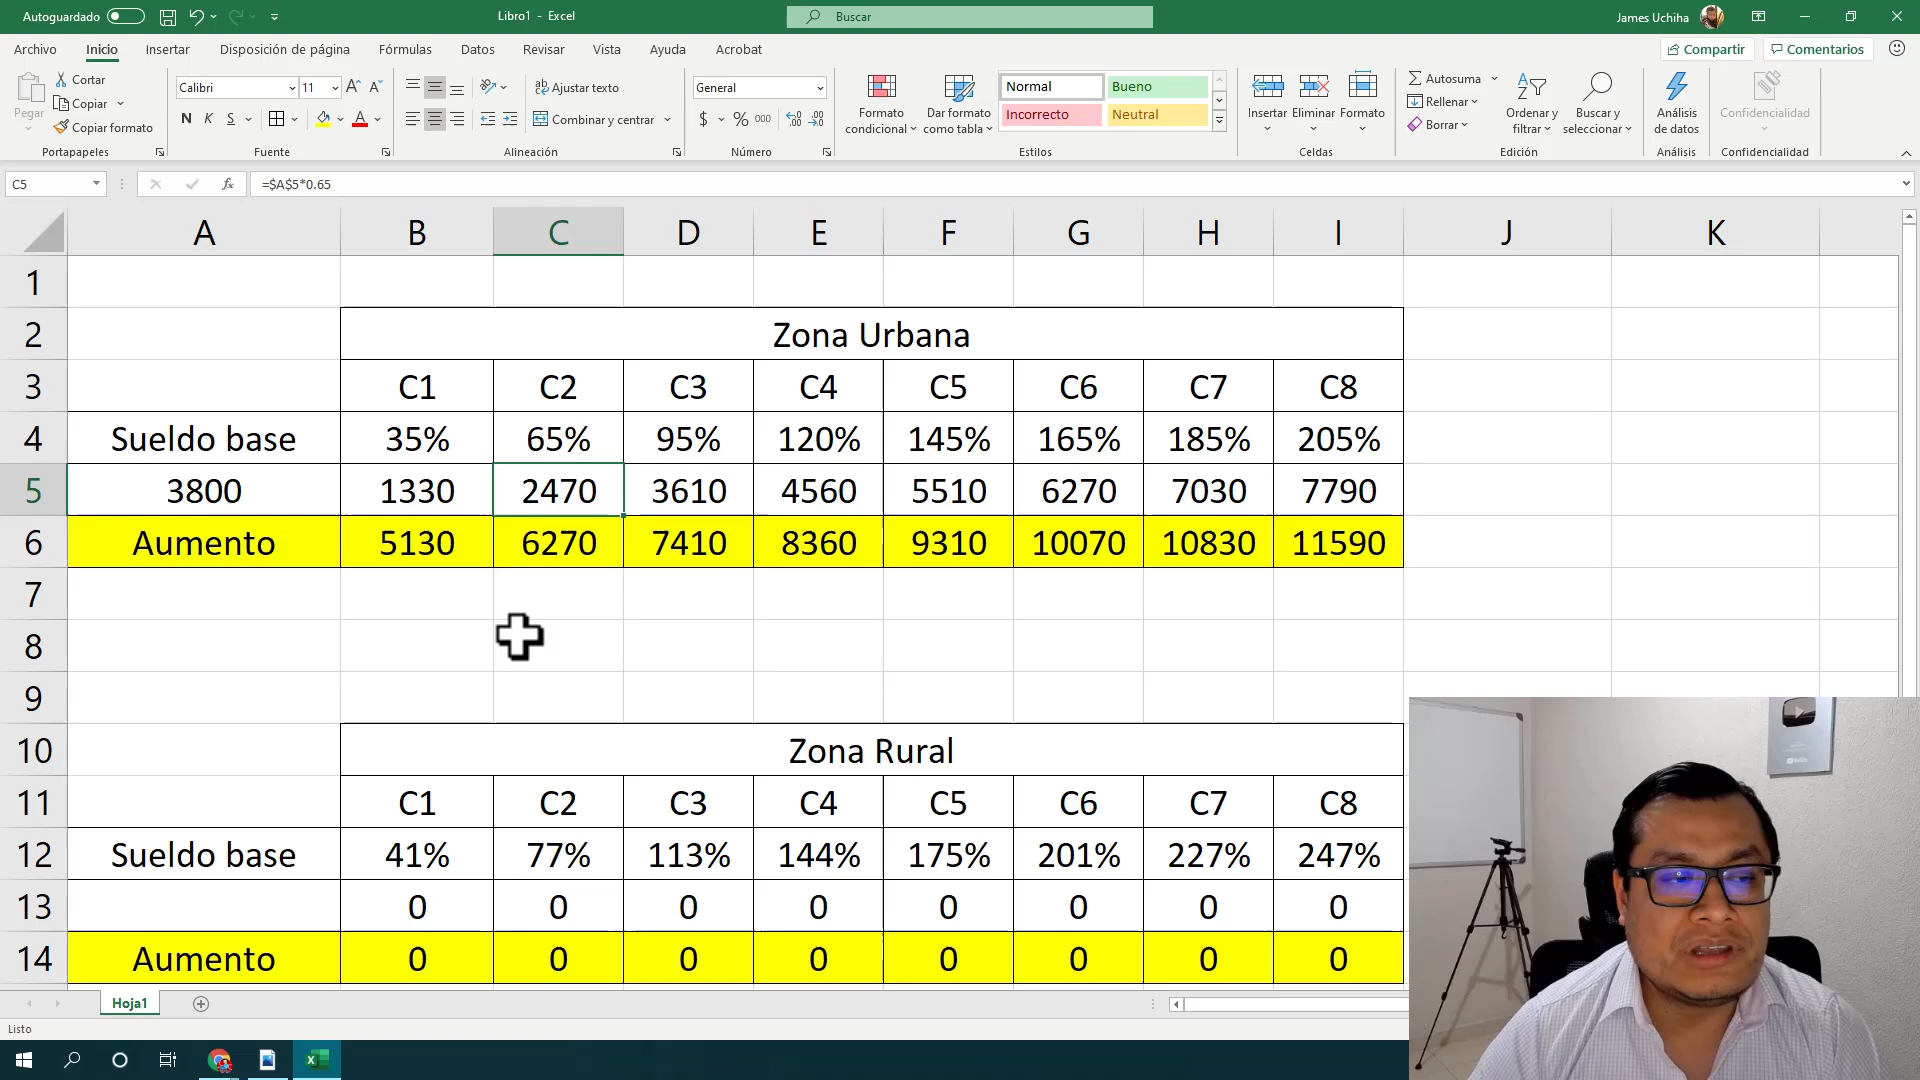 Autoguardado
Libro1 - Excel
Buscar
James Uchiha
Archivo Inicio Insertar Disposición de página Fórmulas Datos Revisar Vista Ayuda Acrobat
Compartir Comentarios
Pegar
Cortar
Copiar
Copiar formato
Portapapeles
Calibri 11
N K S
Fuente
Ajustar texto
Combinar y centrar
Alineación
General
$ % 000
Número
Formato condicional
Dar formato como tabla
Normal Bueno
Incorrecto Neutral
Estilos
Insertar Eliminar Formato
Celdas
Autosuma
Rellenar
Borrar
Ordenar y filtrar
Buscar y seleccionar
Edición
Análisis de datos
Análisis
Confidencialidad
Confidencialidad
C5 fx =$A$5*0.65
A B C D E F G H I J K
1
2 Zona Urbana
3 C1 C2 C3 C4 C5 C6 C7 C8
4 Sueldo base 35% 65% 95% 120% 145% 165% 185% 205%
5 3800 1330 2470 3610 4560 5510 6270 7030 7790
6 Aumento 5130 6270 7410 8360 9310 10070 10830 11590
7
8
9
10 Zona Rural
11 C1 C2 C3 C4 C5 C6 C7 C8
12 Sueldo base 41% 77% 113% 144% 175% 201% 227% 247%
13 0 0 0 0 0 0 0 0
14 Aumento 0 0 0 0 0 0 0 0
Hoja1
Listo